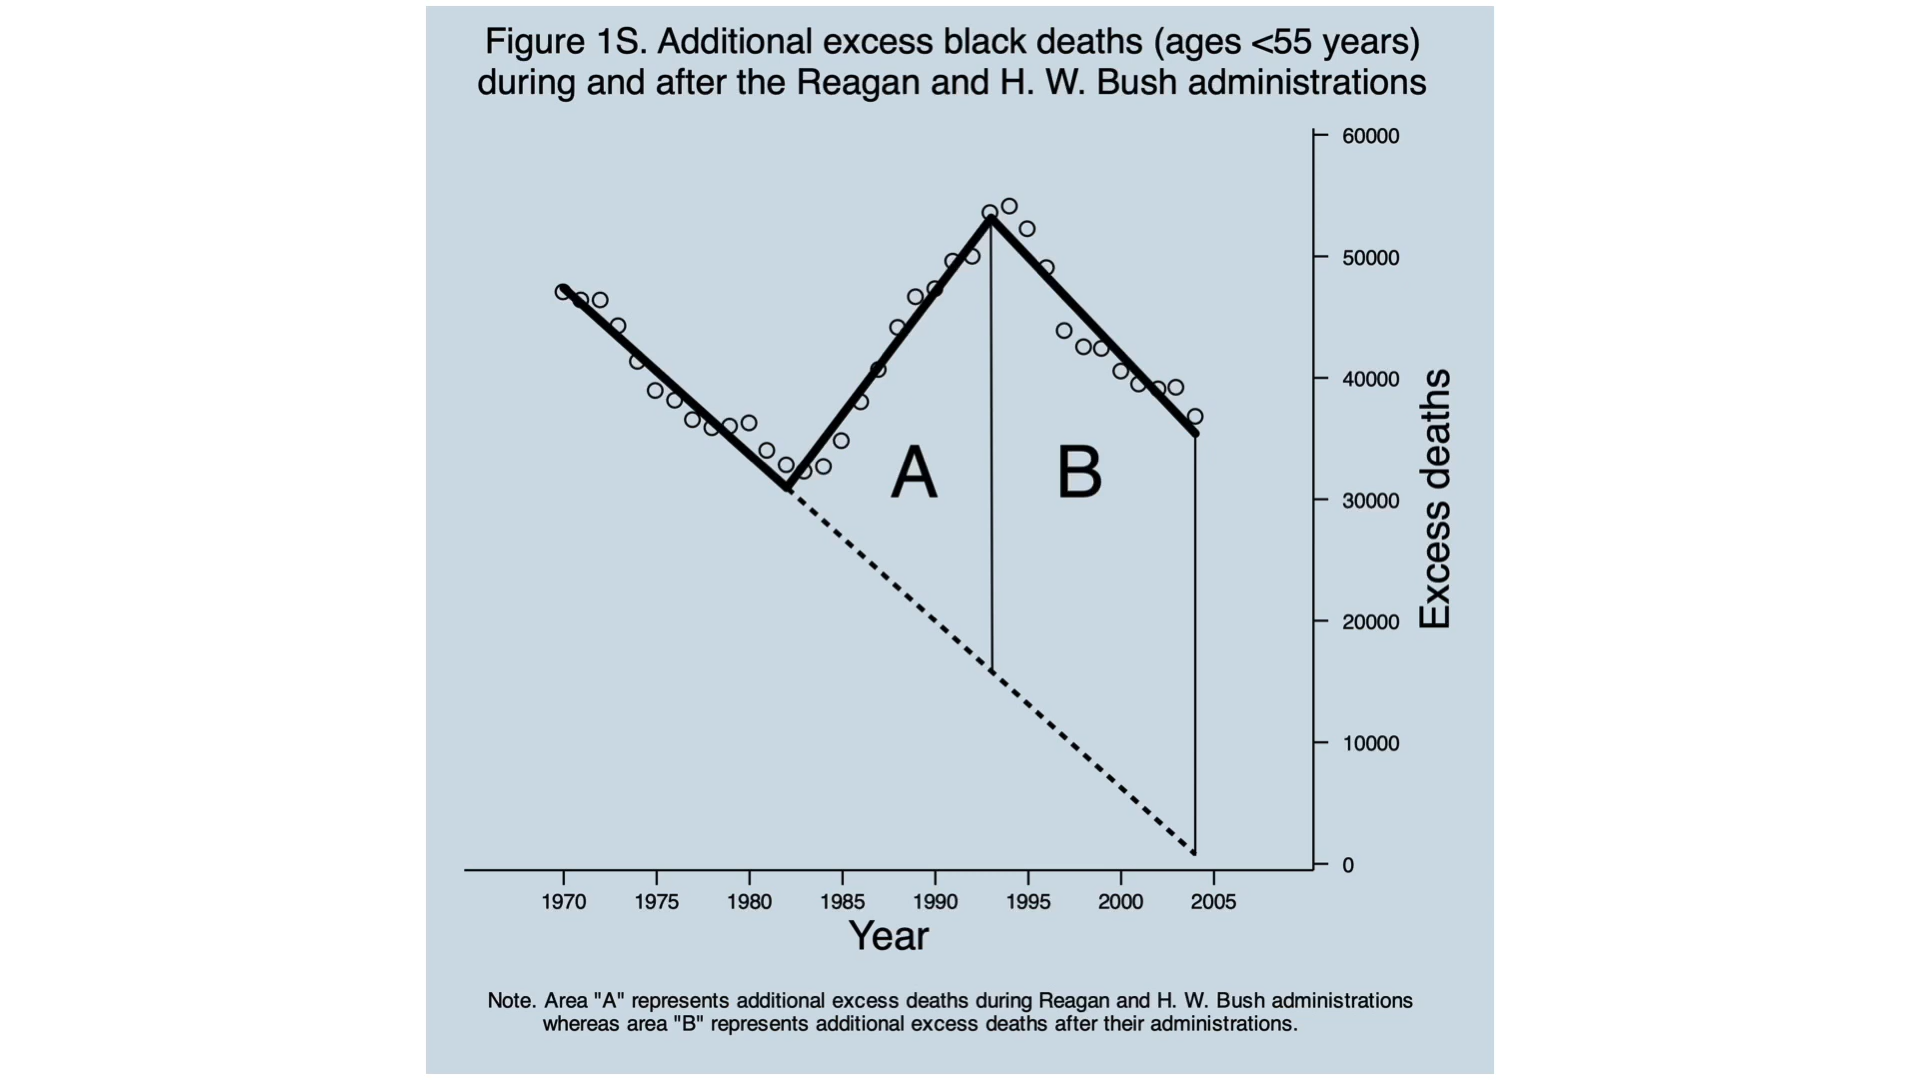 Figure 1S. Additional excess black deaths (ages <55 years)
during and after the Reagan and H. W. Bush administrations
60000
50000
40000
30000
20000
10000
0
Excess deaths
A
B
1970
1975
1980
1985
1990
1995
2000
2005
Year
Note. Area "A" represents additional excess deaths during Reagan and H. W. Bush administrations
whereas area "B" represents additional excess deaths after their administrations.